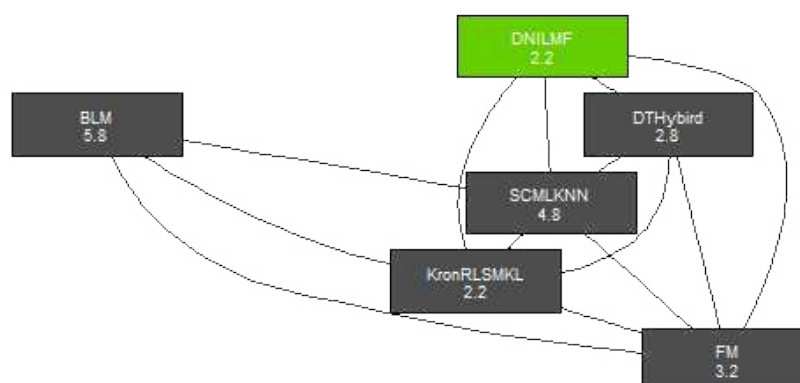 DNILMF
2.2
BLM
5.8
DTHybird
2.8
SCMLKNN
4.8
KronRLSMKL
2.2
FM
3.2